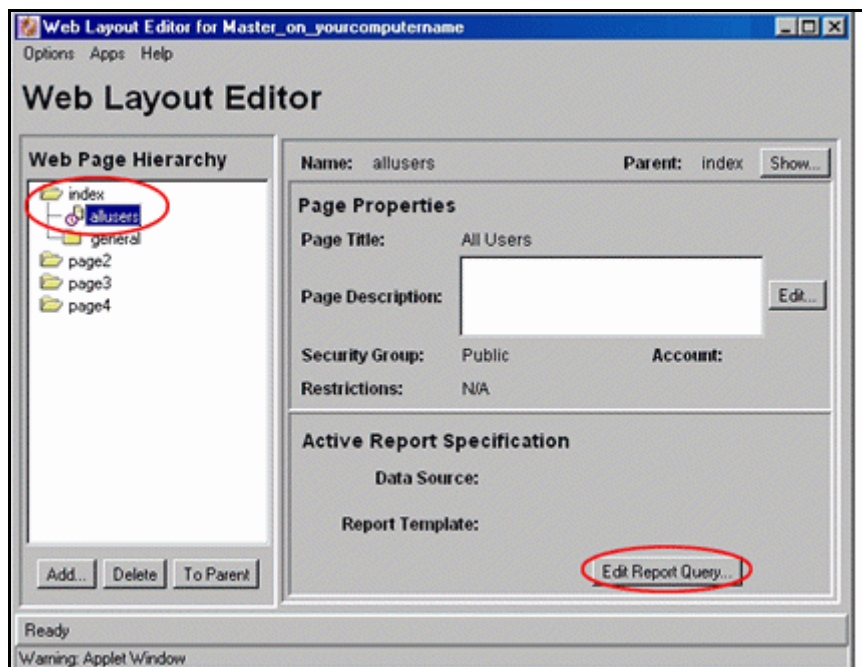 Web Layout Editor for Master_on_yourcomputername
Options Apps Help
Web Layout Editor
Web Page Hierarchy
index
allusers
general
page2
page3
page4
Add... Delete To Parent
Name: allusers Parent: index Show...
Page Properties
Page Title: All Users
Page Description: Edit...
Security Group: Public Account:
Restrictions: N/A
Active Report Specification
Data Source:
Report Template:
Edit Report Query...
Ready
Warning: Applet Window